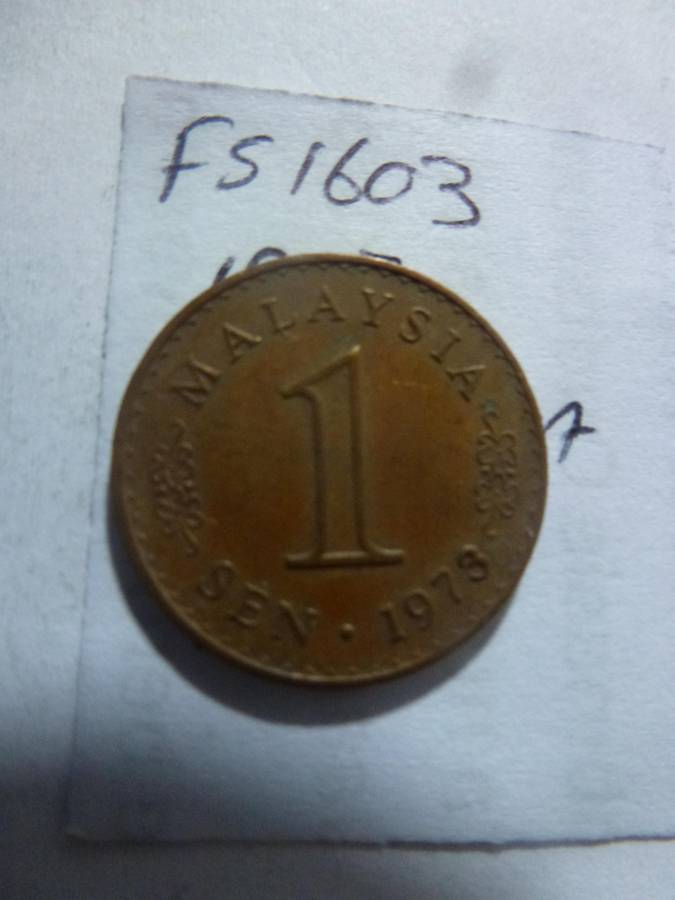 FS1603
MALAYSIA
1
SEN • 1973